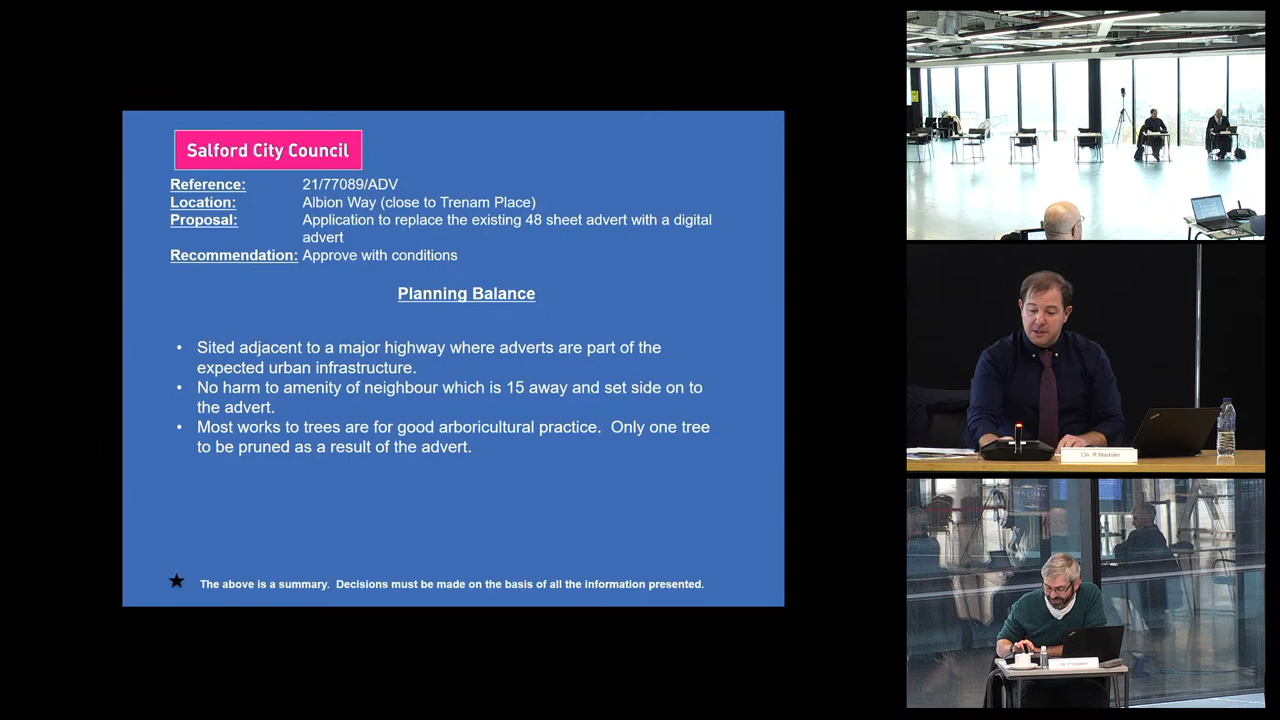 Salford City Council
Reference: 21/77089/ADV
Location: Albion Way (close to Trenam Place)
Proposal: Application to replace the existing 48 sheet advert with a digital
advert
Recommendation: Approve with conditions
Planning Balance
• Sited adjacent to a major highway where adverts are part of the
expected urban infrastructure.
• No harm to amenity of neighbour which is 15 away and set side on to
the advert.
• Most works to trees are for good arboricultural practice. Only one tree
to be pruned as a result of the advert.
★ The above is a summary. Decisions must be made on the basis of all the information presented.
Cllr R Mashiter